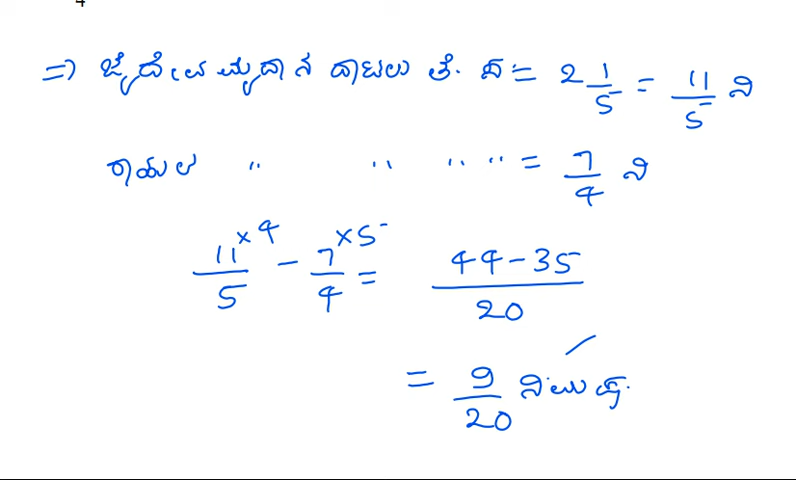 4
⇒ ಜೈದೇವ ಮೈದಾನ ದಾಟಲು ತೆ. ಸ = 2 1/5 = 11/5 ನಿ
ರಾಹುಲ " " " " = 7/4 ನಿ
11×4/5 - 7×5/4 = 44-35/20
= 9/20 ನಿಮಿಷ.